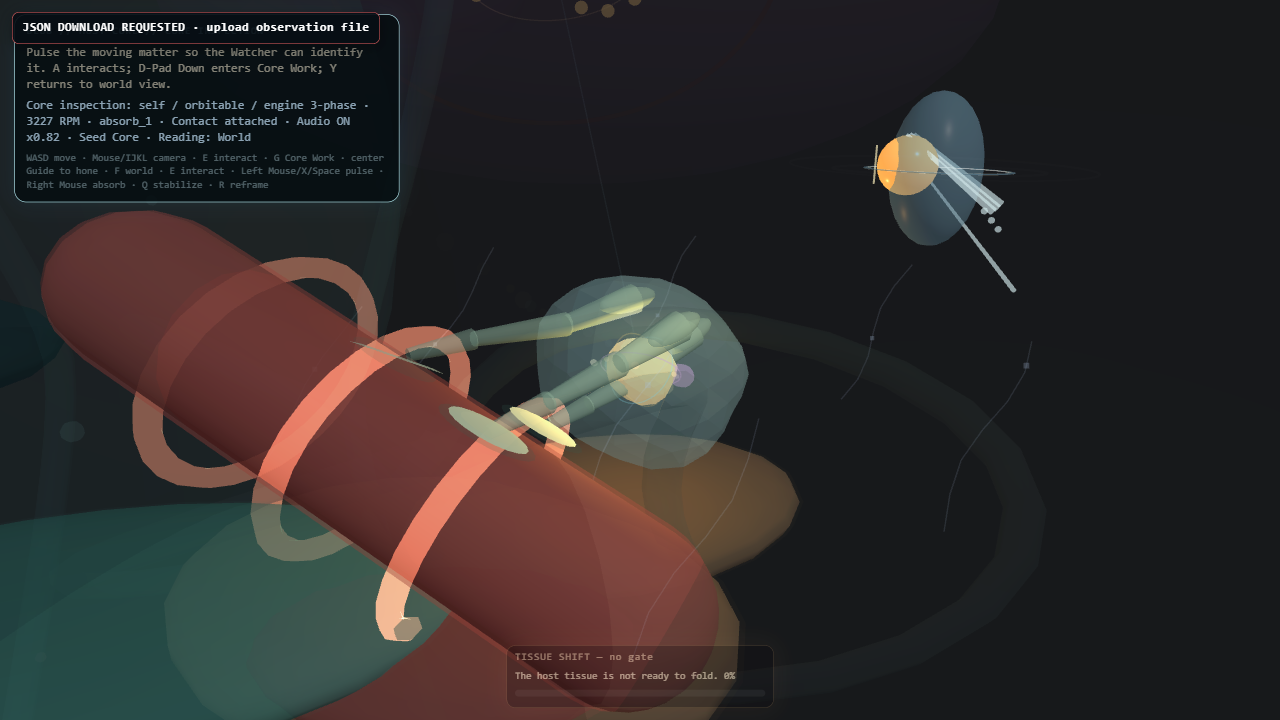 JSON DOWNLOAD REQUESTED · upload observation file
Pulse the moving matter so the Watcher can identify
it. A interacts; D-Pad Down enters Core Work; Y
returns to world view.
Core inspection: self / orbitable / engine 3-phase ·
3227 RPM · absorb_1 · Contact attached · Audio ON
x0.82 · Seed Core · Reading: World
WASD move · Mouse/IJKL camera · E interact · G Core Work · center
Guide to hone · F world · E interact · Left Mouse/X/Space pulse ·
Right Mouse absorb · Q stabilize · R reframe
TISSUE SHIFT — no gate
The host tissue is not ready to fold. 0%